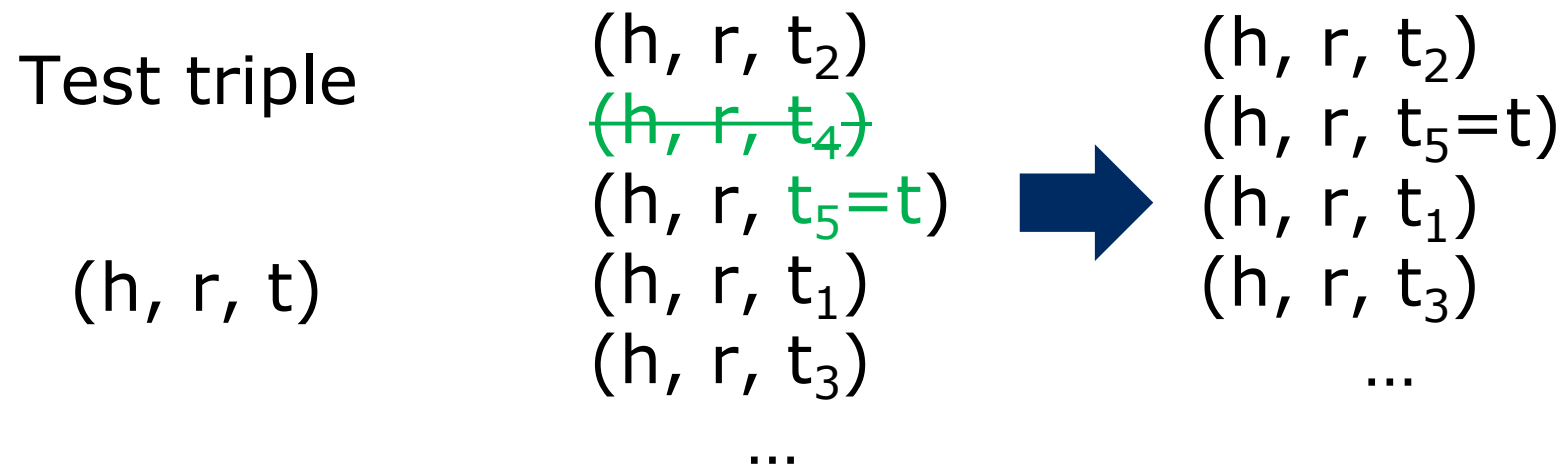 Test triple
(h, r, t)
(h, r, t₂)
(h, r, t₄)
(h, r, t₅=t)
(h, r, t₁)
(h, r, t₃)
...
(h, r, t₂)
(h, r, t₅=t)
(h, r, t₁)
(h, r, t₃)
...